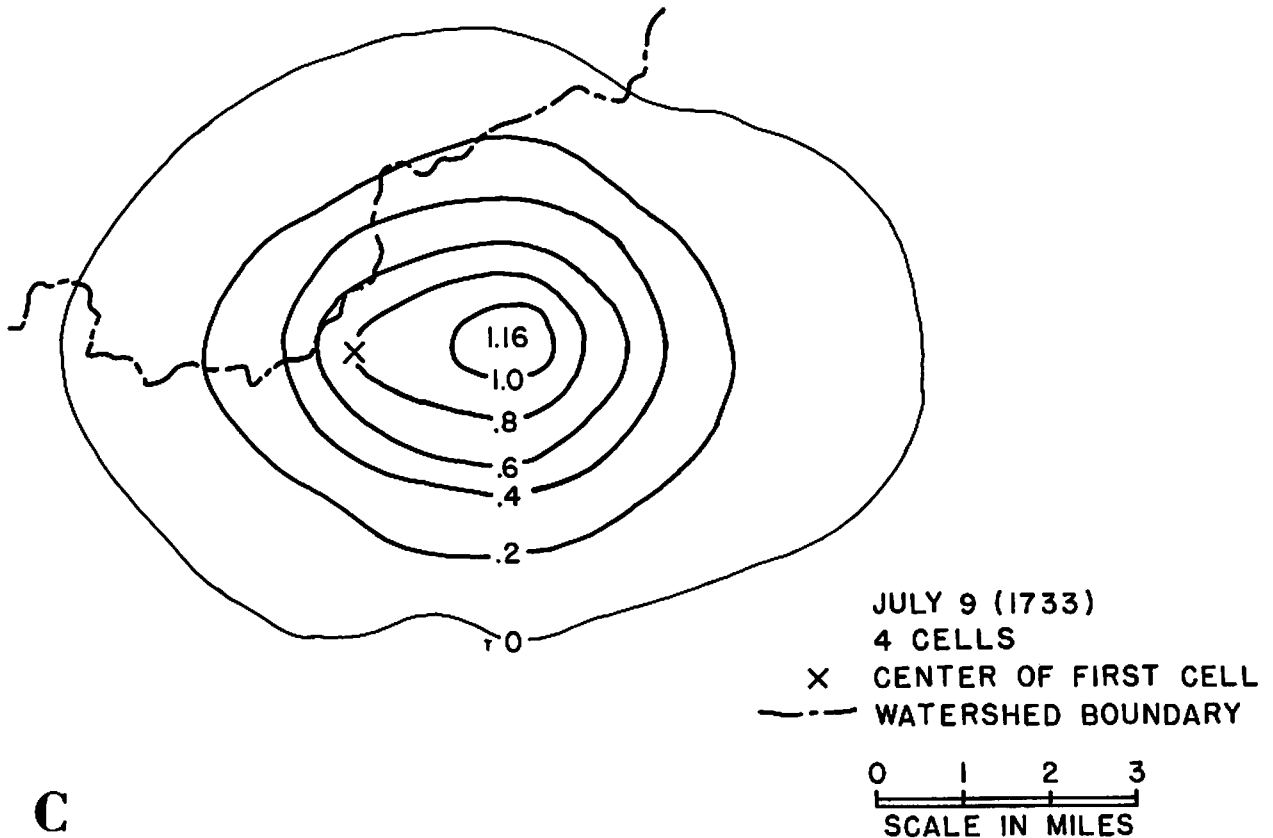 1.16
1.0
.8
.6
.4
.2
0
JULY 9 (1733)
4 CELLS
X CENTER OF FIRST CELL
WATERSHED BOUNDARY
0 1 2 3
SCALE IN MILES
C